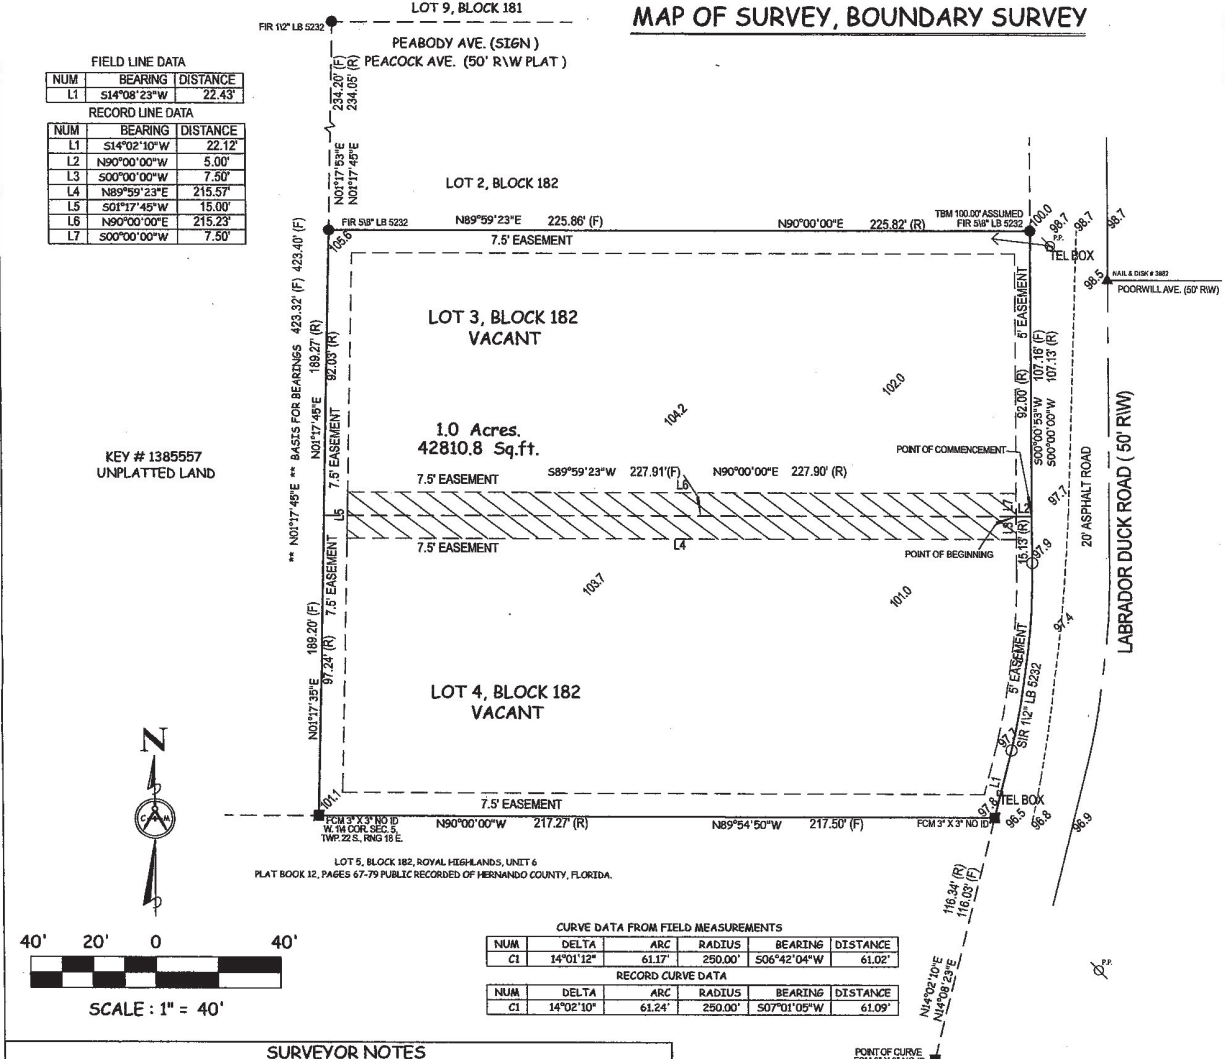 LOT 9, BLOCK 181
MAP OF SURVEY, BOUNDARY SURVEY
FIR 1\2" LB 5232
PEABODY AVE. (SIGN )
PEACOCK AVE. (50' R\W PLAT )
FIELD LINE DATA
NUM BEARING DISTANCE
L1 S14°08'23"W 22.43'
RECORD LINE DATA
NUM BEARING DISTANCE
L1 S14°02'10"W 22.12'
L2 N90°00'00"W 5.00'
L3 S00°00'00"W 7.50'
L4 N89°59'23"E 215.57'
L5 S01°17'45"W 15.00'
L6 N90°00'00"E 215.23'
L7 S00°00'00"W 7.50'
234.20' (F)
234.05' (R)
N01°17'53"E
N01°17'45"E
LOT 2, BLOCK 182
FIR 5\8" LB 5232
N89°59'23"E 225.86' (F)
N90°00'00"E 225.82' (R)
TBM 100.00' ASSUMED
FIR 5\8" LB 5232
100.0
98.7
98.7
98.7
P.P.
TEL BOX
105.6
7.5' EASEMENT
98.5
NAIL & DISK # 3882
POORWILL AVE. (50' R\W)
LOT 3, BLOCK 182
VACANT
5' EASEMENT
107.16' (F)
107.13' (R)
S00°00'53"W
S00°00'00"W
92.00' (R)
** N01°17'45"E ** BASIS FOR BEARINGS 423.32' (F) 423.40' (F)
N01°17'45"E 189.27' (R)
92.03' (R)
7.5' EASEMENT
102.0
104.2
1.0 Acres.
42810.8 Sq.ft.
KEY # 1385557
UNPLATTED LAND
POINT OF COMMENCEMENT
S89°59'23"W 227.91'(F) N90°00'00"E 227.90' (R)
7.5' EASEMENT
L6
97.7
20' ASPHALT ROAD
LABRADOR DUCK ROAD ( 50' R\W)
L5
L7
L2
L3
15.13' (R)
97.9
7.5' EASEMENT
L4
POINT OF BEGINNING
7.5' EASEMENT
103.7
101.0
97.4
N01°17'35"E 189.20' (F)
97.24' (R)
5' EASEMENT
SIR 1\2" LB 5232
LOT 4, BLOCK 182
VACANT
97.7
N
L1
101.1
7.5' EASEMENT
97.8
TEL BOX
FCM 3" X 3" NO ID
W. 1\4 COR. SEC. 5,
TWP. 22 S., RNG 18 E.
N90°00'00"W 217.27' (R)
N89°54'50"W 217.50' (F)
FCM 3" X 3" NO ID
96.5
96.8
96.9
LOT 5, BLOCK 182, ROYAL HIGHLANDS, UNIT 6
PLAT BOOK 12, PAGES 67-79 PUBLIC RECORDED OF HERNANDO COUNTY, FLORIDA.
116.34' (R)
116.03' (F)
N14°02'10"E
N14°08'23"E
CURVE DATA FROM FIELD MEASUREMENTS
NUM DELTA ARC RADIUS BEARING DISTANCE
C1 14°01'12" 61.17' 250.00' S06°42'04"W 61.02'
RECORD CURVE DATA
NUM DELTA ARC RADIUS BEARING DISTANCE
C1 14°02'10" 61.24' 250.00' S07°01'05"W 61.09'
P.P.
40' 20' 0 40'
SCALE : 1" = 40'
SURVEYOR NOTES
POINT OF CURVE